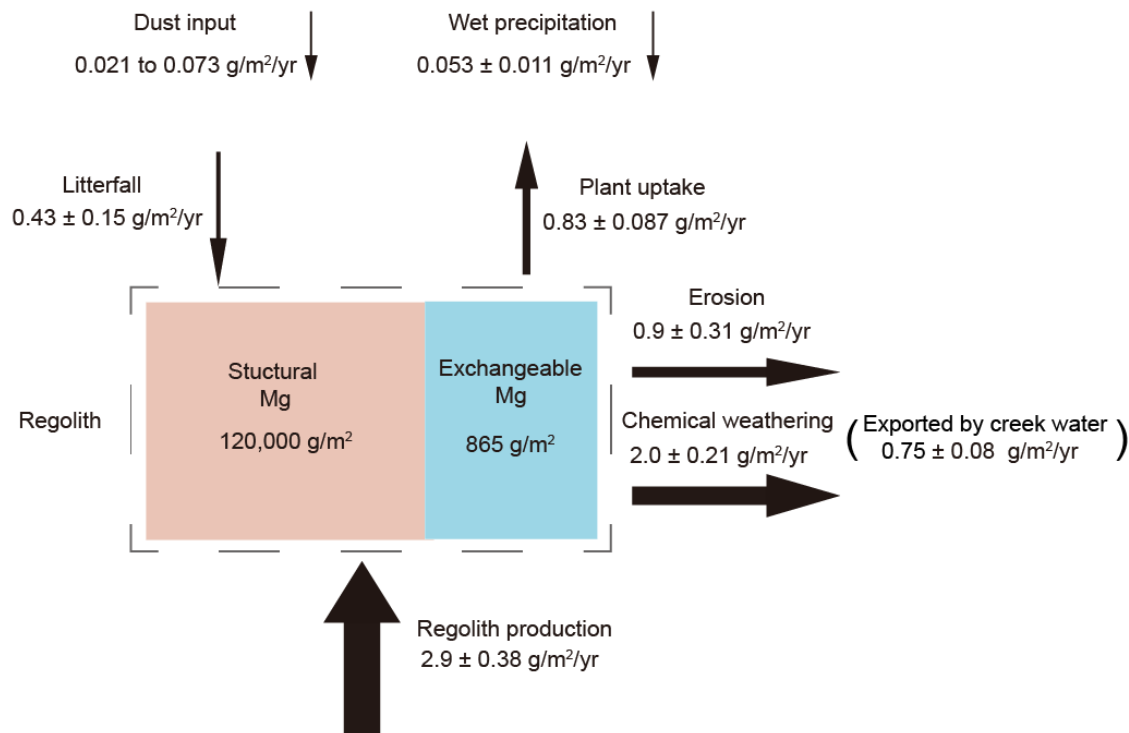 Dust input
0.021 to 0.073 g/m²/yr
Wet precipitation
0.053 ± 0.011 g/m²/yr
Litterfall
0.43 ± 0.15 g/m²/yr
Plant uptake
0.83 ± 0.087 g/m²/yr
Regolith
Stuctural
Mg
120,000 g/m²
Exchangeable
Mg
865 g/m²
Erosion
0.9 ± 0.31 g/m²/yr
Chemical weathering
2.0 ± 0.21 g/m²/yr
(Exported by creek water
0.75 ± 0.08 g/m²/yr)
Regolith production
2.9 ± 0.38 g/m²/yr